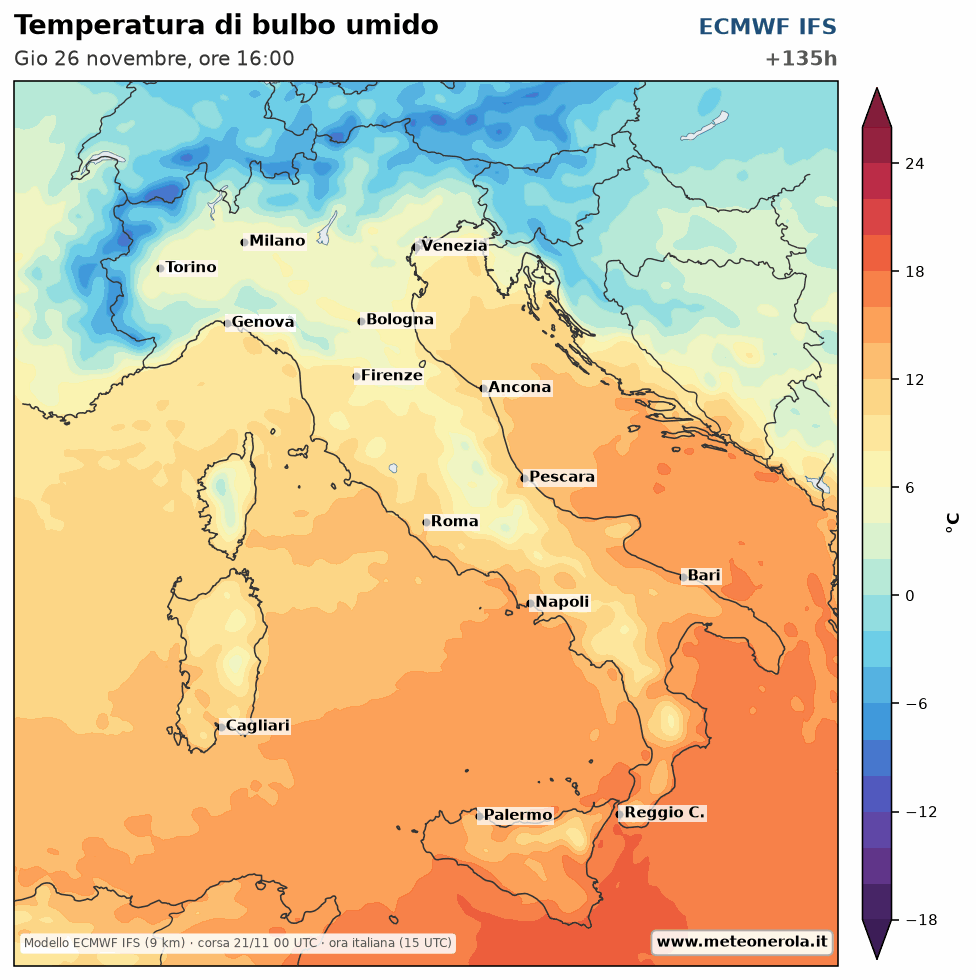 Temperatura di bulbo umido
ECMWF IFS
Gio 26 novembre, ore 16:00
+135h
Milano
Venezia
Torino
Genova
Bologna
Firenze
Ancona
Pescara
Roma
Bari
Napoli
Cagliari
Palermo
Reggio C.
24
18
12
6
0
−6
−12
−18
°C
Modello ECMWF IFS (9 km) · corsa 21/11 00 UTC · ora italiana (15 UTC)
www.meteonerola.it